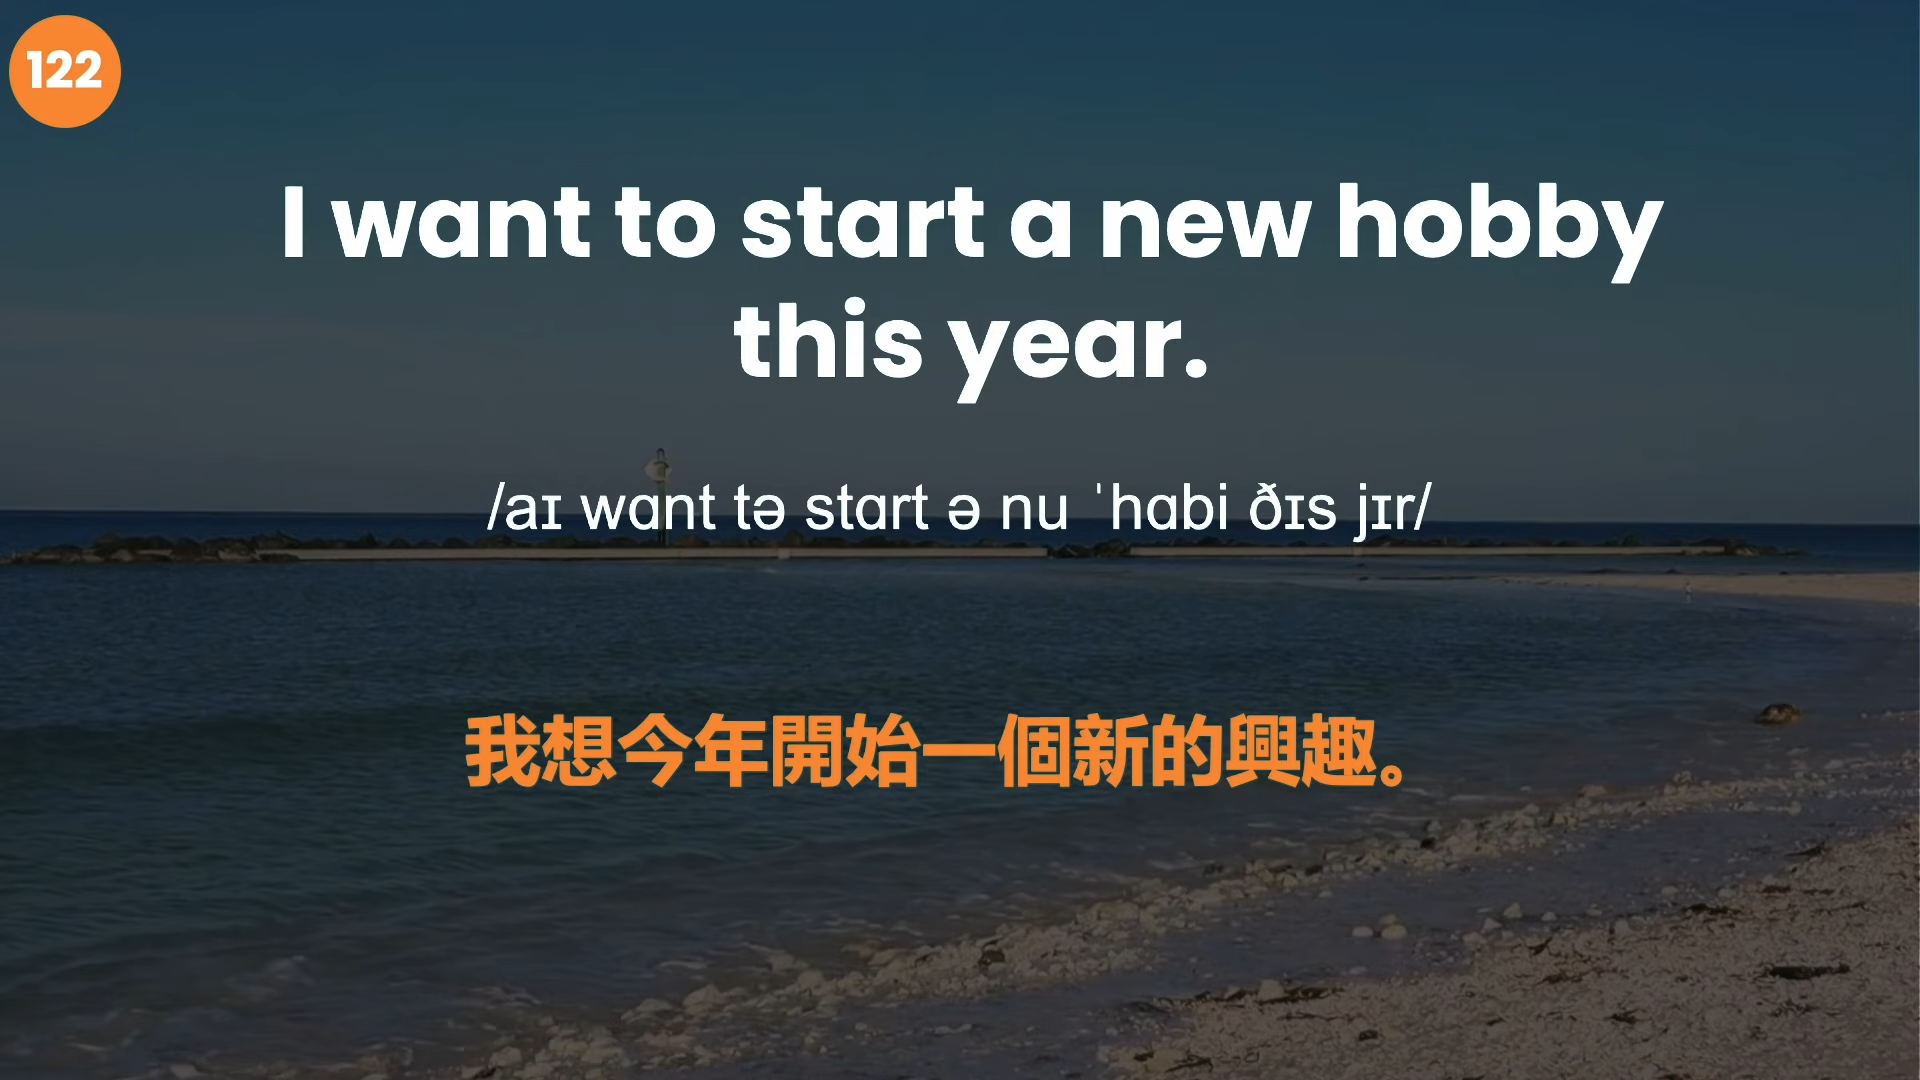 122
I want to start a new hobby
this year.
/aɪ wɑnt tə stɑrt ə nu ˈhɑbi ðɪs jɪr/
我想今年開始一個新的興趣。